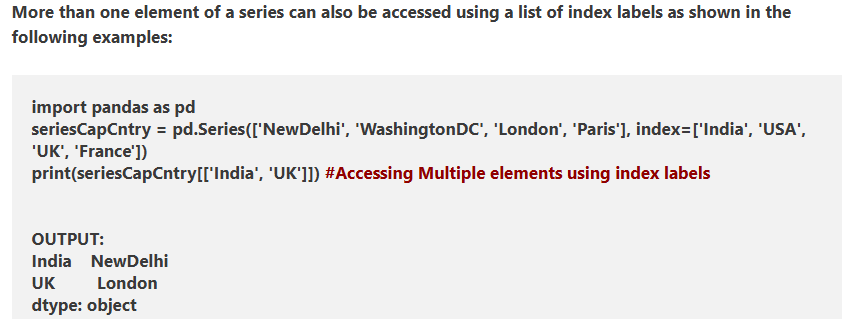 More than one element of a series can also be accessed using a list of index labels as shown in the
following examples:
import pandas as pd
seriesCapCntry = pd.Series(['NewDelhi', 'WashingtonDC', 'London', 'Paris'], index=['India', 'USA',
'UK', 'France'])
print(seriesCapCntry[['India', 'UK']]) #Accessing Multiple elements using index labels
OUTPUT:
India NewDelhi
UK London
dtype: object